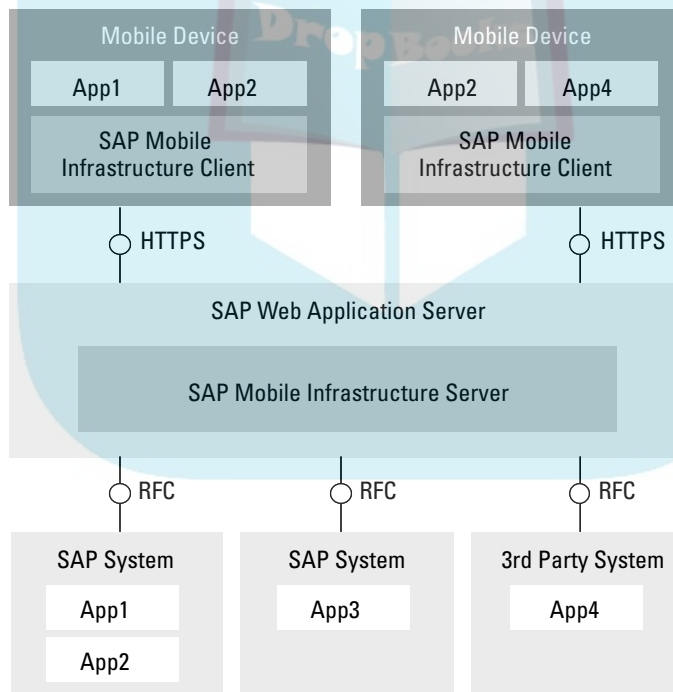 Drop Books
Mobile Device
Mobile Device
App1
App2
App2
App4
SAP Mobile
Infrastructure Client
SAP Mobile
Infrastructure Client
HTTPS
HTTPS
SAP Web Application Server
SAP Mobile Infrastructure Server
RFC
RFC
RFC
SAP System
SAP System
3rd Party System
App1
App3
App4
App2